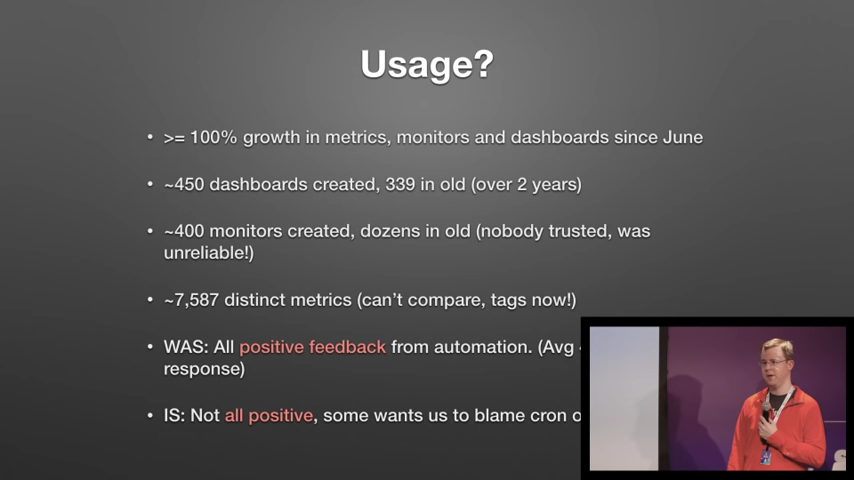 Usage?
• >= 100% growth in metrics, monitors and dashboards since June
• ~450 dashboards created, 339 in old (over 2 years)
• ~400 monitors created, dozens in old (nobody trusted, was
unreliable!)
• ~7,587 distinct metrics (can't compare, tags now!)
• WAS: All positive feedback from automation. (Avg
response)
• IS: Not all positive, some wants us to blame cron